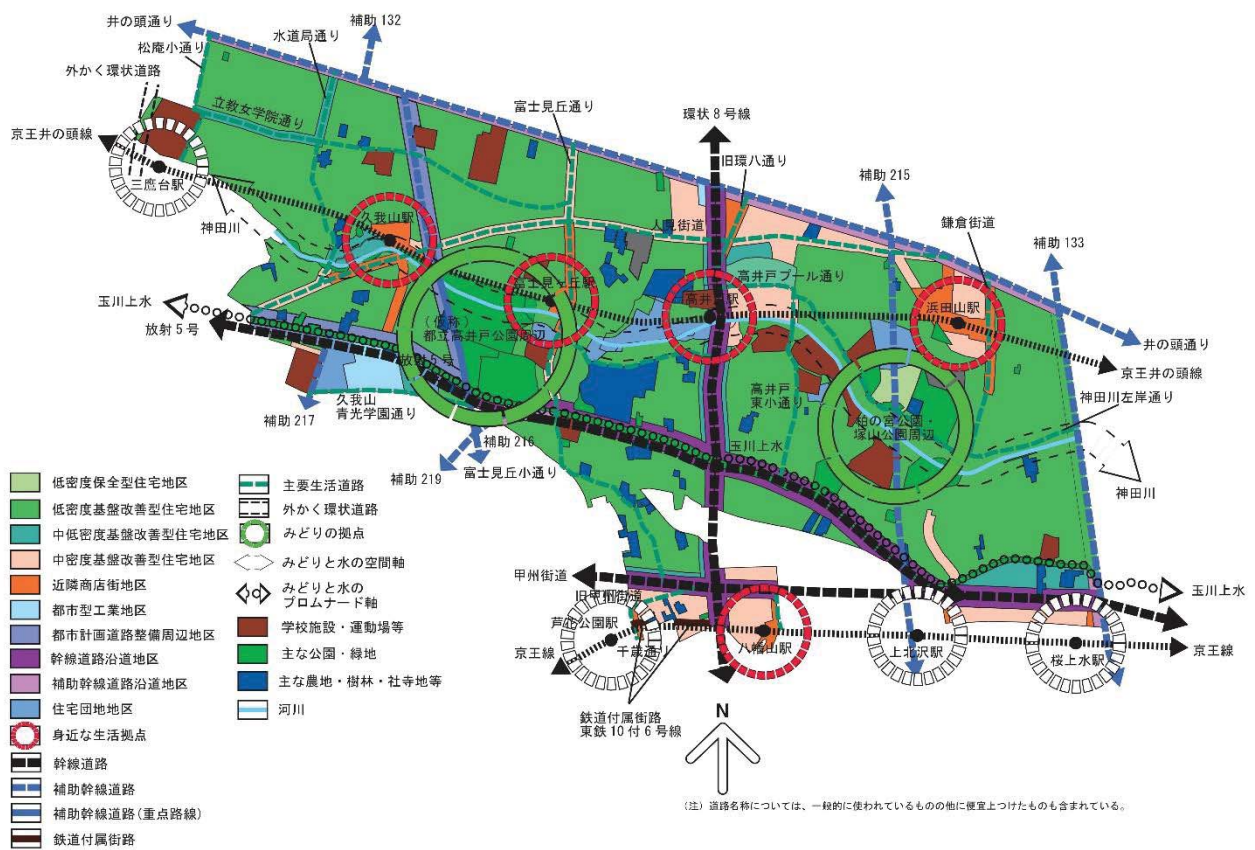 井の頭通り
補助 132
水道局通り
松庵小通り
外かく環状道路
立教女学院通り
富士見丘通り
環状 8 号線
旧環八通り
京王井の頭線
補助 215
三鷹台駅
久我山駅
人見街道
鎌倉街道
神田川
補助 133
富士見ヶ丘駅
高井戸プール通り
玉川上水
高井戸駅
浜田山駅
放射 5 号
(仮称)
都立高井戸公園周辺
井の頭通り
放射 5 号
京王井の頭線
久我山
青光学園通り
高井戸
東小通り
神田川左岸通り
補助 217
柏の宮公園・
塚山公園周辺
補助 216
玉川上水
補助 219
富士見丘小通り
神田川
甲州街道
旧甲州街道
玉川上水
芦花公園駅
千歳通り
八幡山駅
上北沢駅
桜上水駅
京王線
京王線
鉄道付属街路
東鉄 10 付 6 号線
N
低密度保全型住宅地区
低密度基盤改善型住宅地区
中低密度基盤改善型住宅地区
中密度基盤改善型住宅地区
近隣商店街地区
都市型工業地区
都市計画道路整備周辺地区
幹線道路沿道地区
補助幹線道路沿道地区
住宅団地地区
身近な生活拠点
幹線道路
補助幹線道路
補助幹線道路(重点路線)
鉄道付属街路
主要生活道路
外かく環状道路
みどりの拠点
みどりと水の空間軸
みどりと水の
プロムナード軸
学校施設・運動場等
主な公園・緑地
主な農地・樹林・社寺地等
河川
(注) 道路名称については、一般的に使われているものの他に便宜上つけたものも含まれている。